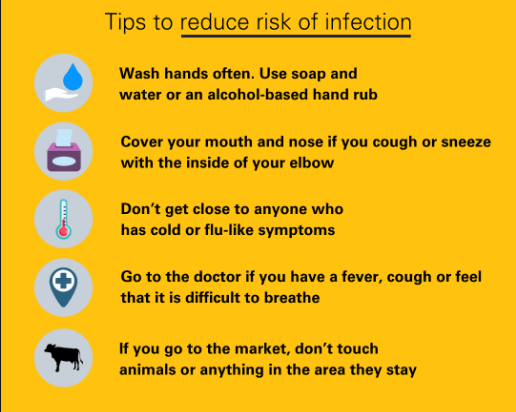 Tips to reduce risk of infection
Wash hands often. Use soap and
water or an alcohol-based hand rub
Cover your mouth and nose if you cough or sneeze
with the inside of your elbow
Don't get close to anyone who
has cold or flu-like symptoms
Go to the doctor if you have a fever, cough or feel
that it is difficult to breathe
If you go to the market, don't touch
animals or anything in the area they stay